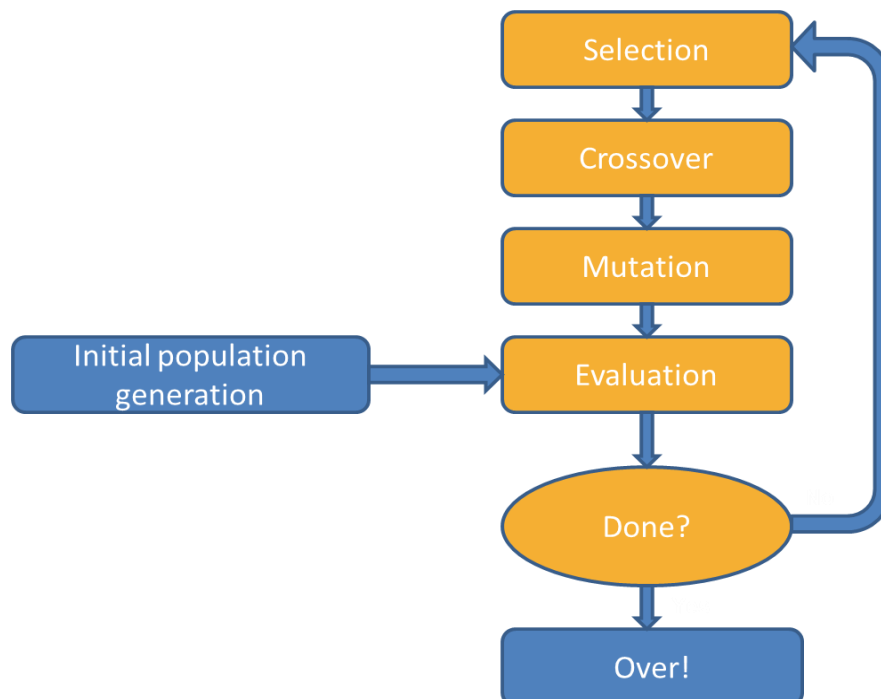 Selection
Crossover
Mutation
Initial population
generation
Evaluation
Done?
Over!